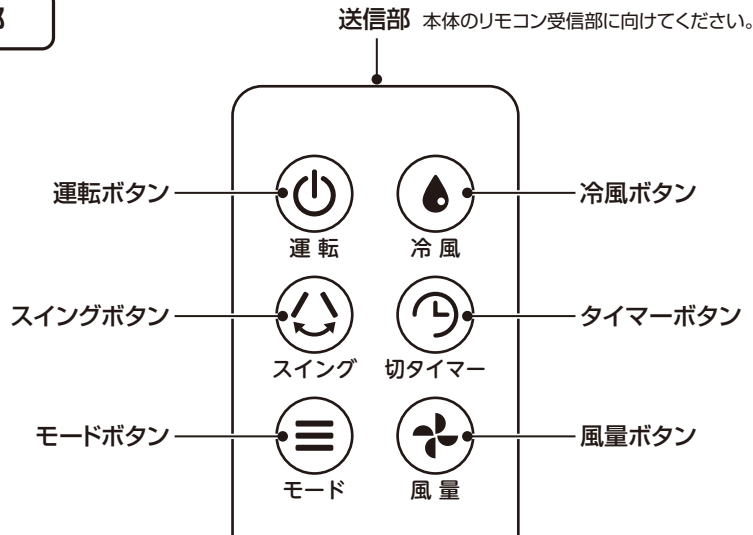 部
送信部 本体のリモコン受信部に向けてください。
運転ボタン
運転
冷風
冷風ボタン
スイングボタン
スイング
切タイマー
タイマーボタン
モードボタン
モード
風量
風量ボタン